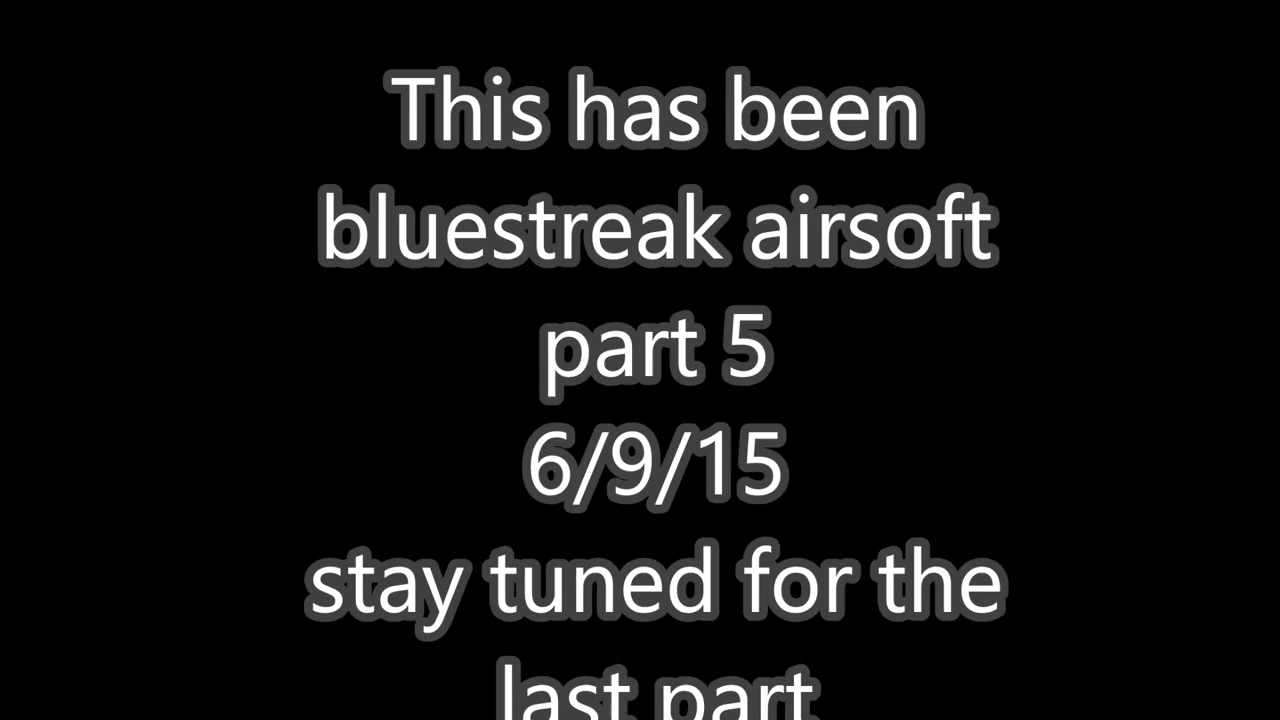 This has been
bluestreak airsoft
part 5
6/9/15
stay tuned for the
last part